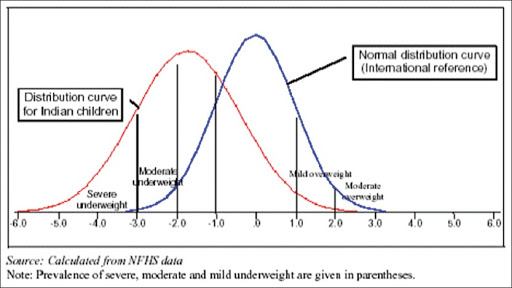 Normal distribution curve
(International reference)
Distribution curve
for Indian children
Moderate
underweight
Mild overweight
Severe
underweight
Moderate
overweight
-6.0 -5.0 -4.0 -3.0 -2.0 -1.0 .0 1.0 2.0 3.0 4.0 5.0 6.0
Source: Calculated from NFHS data
Note: Prevalence of severe, moderate and mild underweight are given in parentheses.